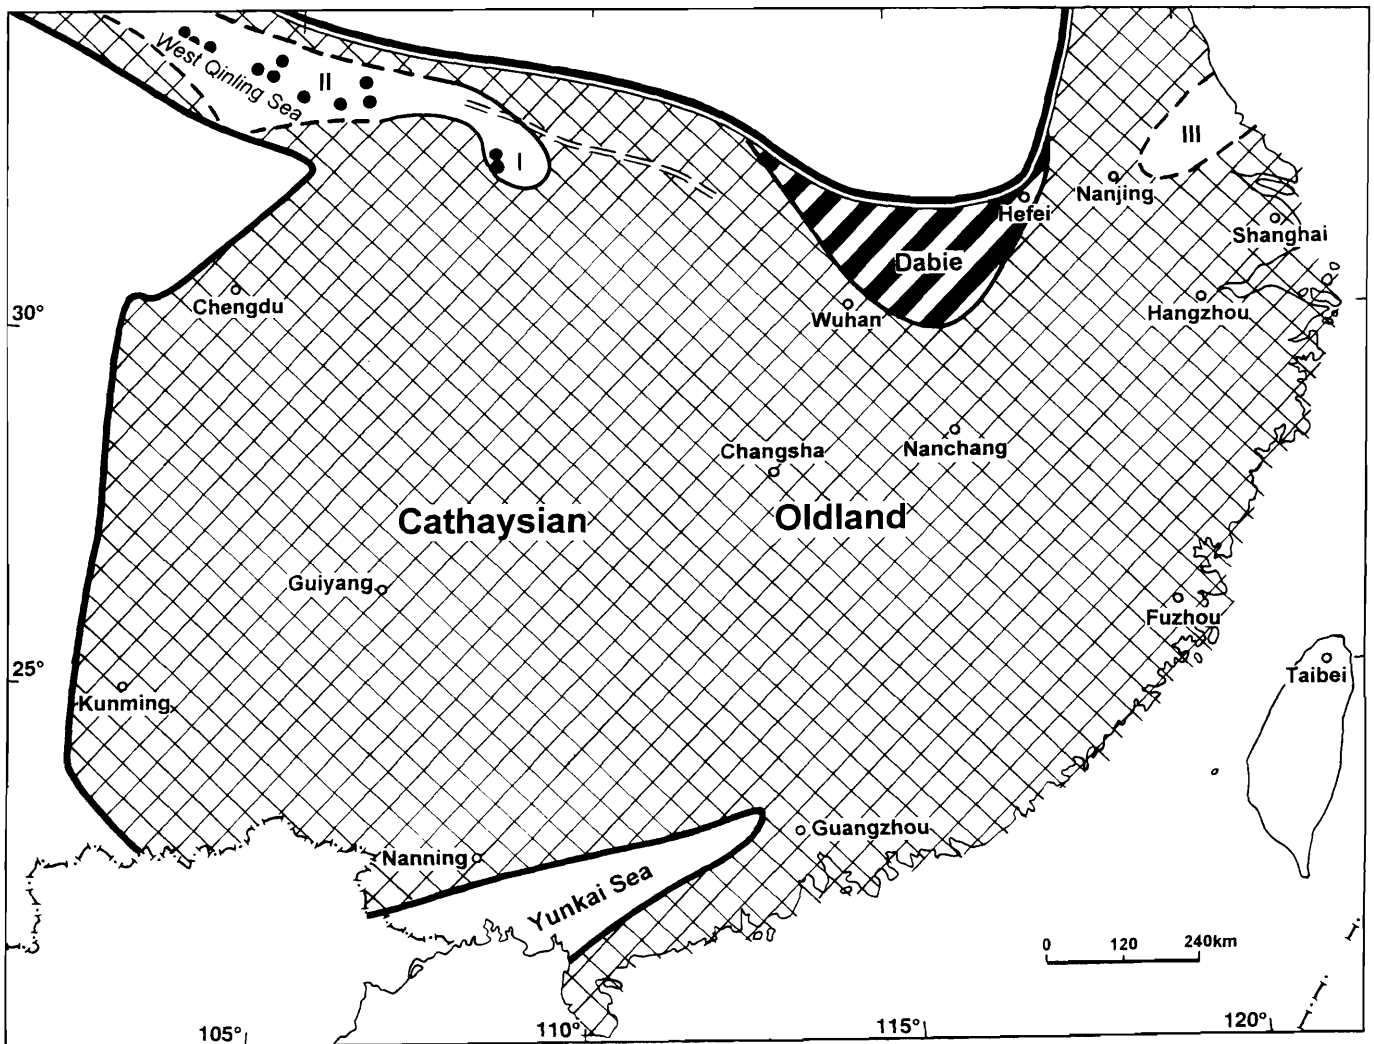 West Qinling Sea
II
I
III
Nanjing
Hefei
Shanghai
Dabie
Chengdu
30°
Wuhan
Hangzhou
Changsha
Nanchang
Cathaysian
Oldland
Guiyang
Fuzhou
25°
Kunming
Taibei
Guangzhou
Nanning
Yunkai Sea
0 120 240km
105°
110°
115°
120°